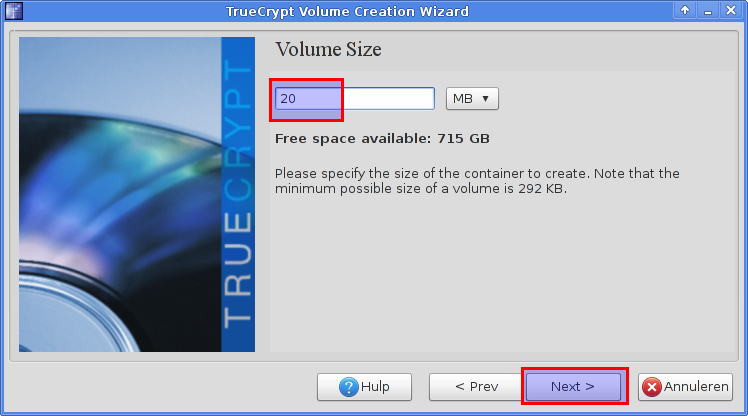 TrueCrypt Volume Creation Wizard
TRUECRYPT
Volume Size
20
MB
Free space available: 715 GB
Please specify the size of the container to create. Note that the
minimum possible size of a volume is 292 KB.
Hulp
< Prev
Next >
Annuleren